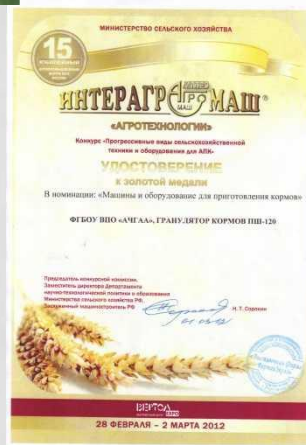 МИНИСТЕРСТВО СЕЛЬСКОГО ХОЗЯЙСТВА
15
ИНТЕРАГРОМАШ
«АГРОТЕХНОЛОГИИ»
Конкурс «Прогрессивные виды сельскохозяйственной
техники и оборудования для АПК»
УДОСТОВЕРЕНИЕ
к золотой медали
В номинации: «Машины и оборудование для приготовления кормов»
ФГБОУ ВПО «АЧГАА», ГРАНУЛЯТОР КОРМОВ ПШ-120
Председатель конкурсной комиссии,
Заместитель директора Департамента
научно-технологической политики и образования
Министерства сельского хозяйства РФ,
Заслуженный машиностроитель РФ
Н.Т. Сорокин
ВЕРТОЛ
28 ФЕВРАЛЯ – 2 МАРТА 2012